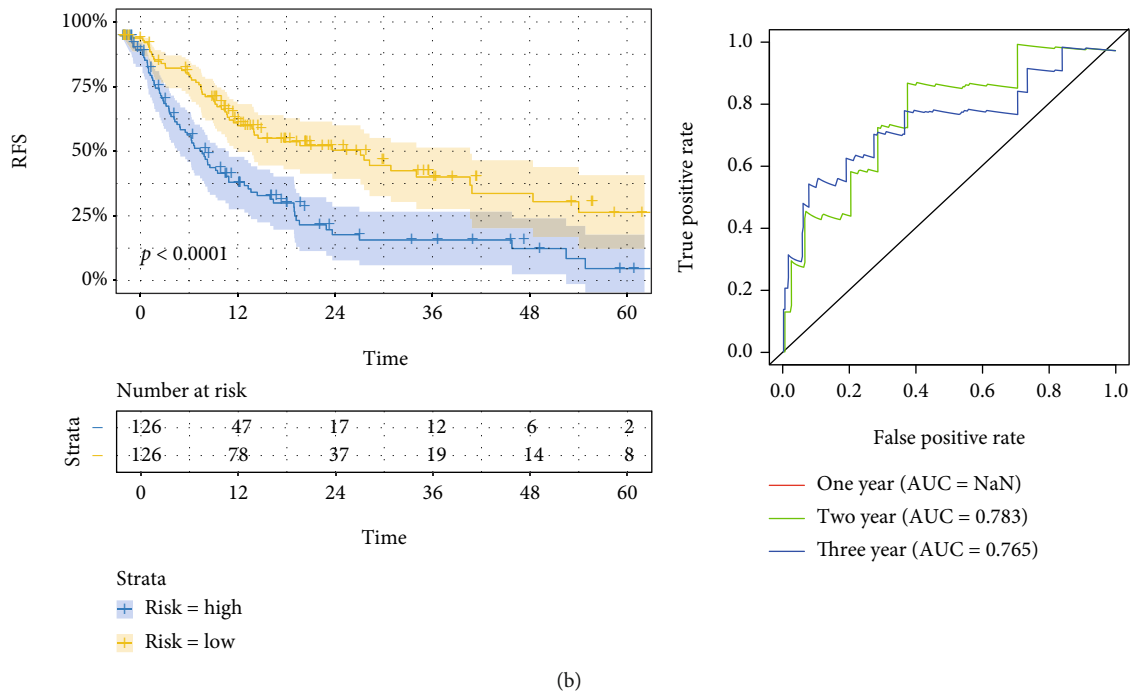 100%
75%
50%
25%
0%
RFS
p < 0.0001
0 12 24 36 48 60
Time
Number at risk
Strata
126 47 17 12 6 2
126 78 37 19 14 8
0 12 24 36 48 60
Time
Strata
Risk = high
Risk = low
1.0
0.8
0.6
0.4
0.2
0.0
True positive rate
0.0 0.2 0.4 0.6 0.8 1.0
False positive rate
One year (AUC = NaN)
Two year (AUC = 0.783)
Three year (AUC = 0.765)
(b)